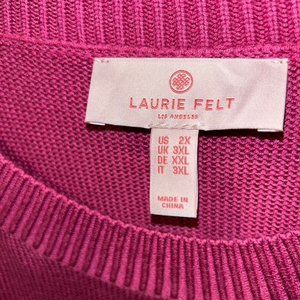 LAURIE FELT
LOS ANGELES
US 2X
UK 3XL
DE XXL
IT 3XL
MADE IN
CHINA